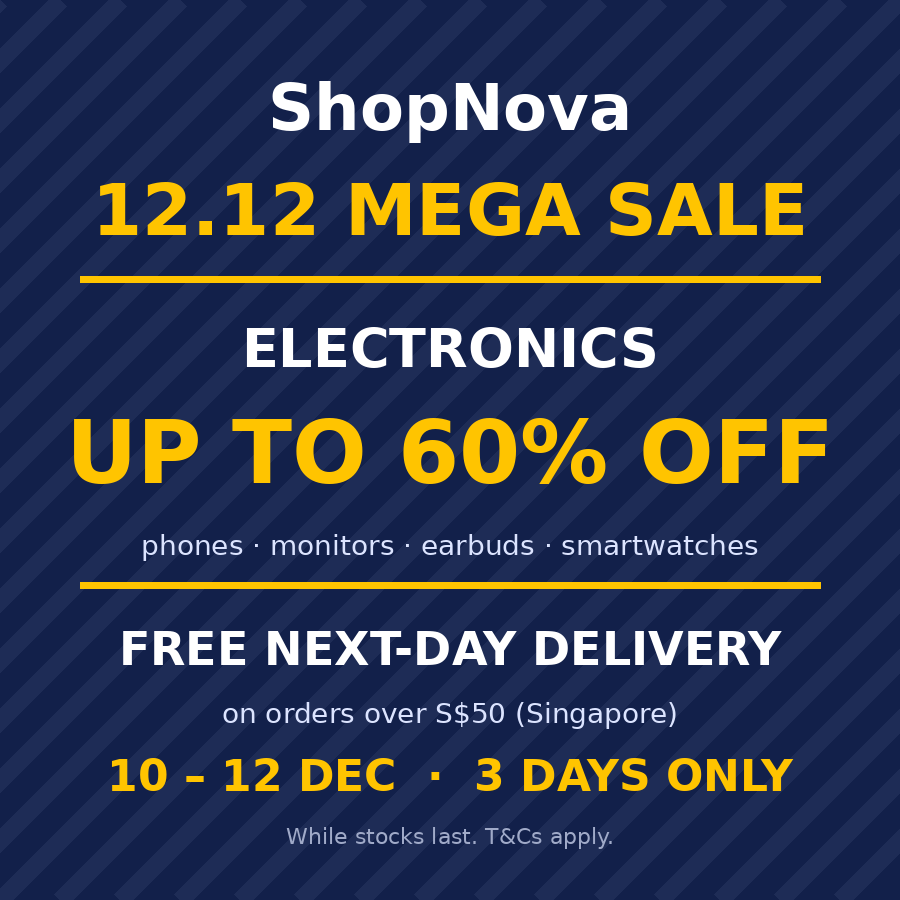 ShopNova
12.12 MEGA SALE
ELECTRONICS
UP TO 60% OFF
phones · monitors · earbuds · smartwatches
FREE NEXT-DAY DELIVERY
on orders over S$50 (Singapore)
10 – 12 DEC · 3 DAYS ONLY
While stocks last. T&Cs apply.